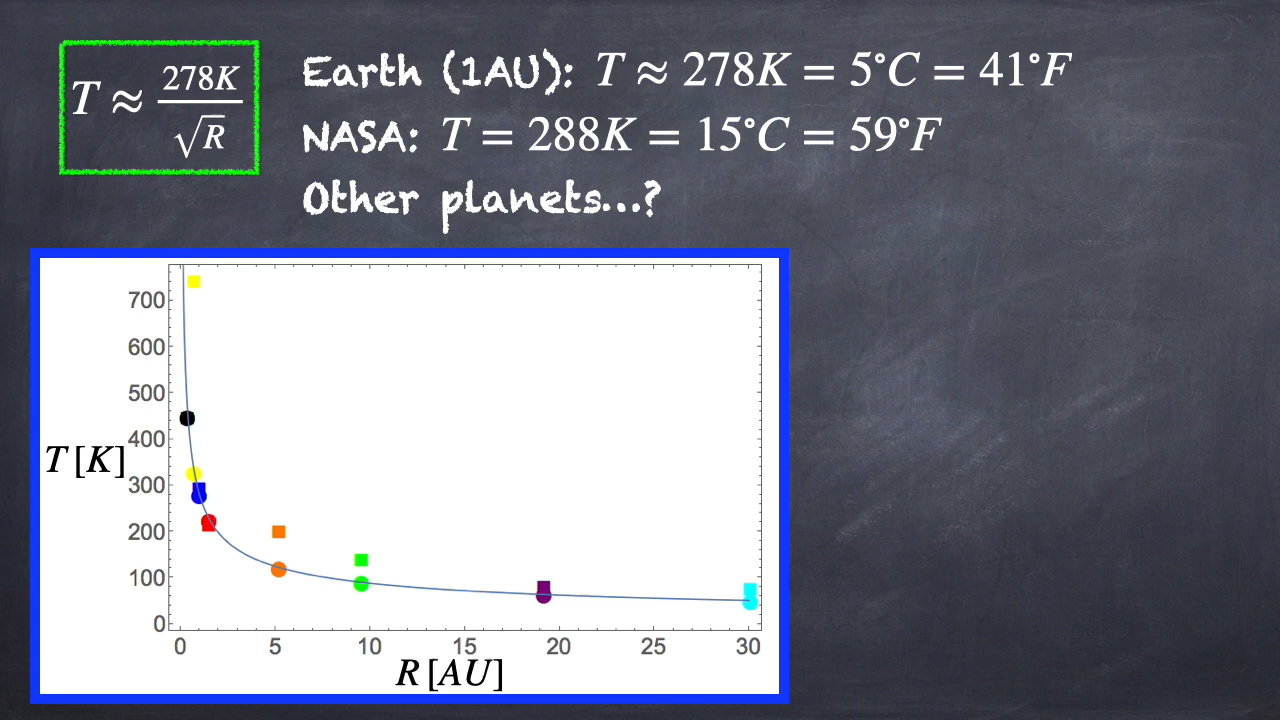 T ≈ 278K / √R
Earth (1AU): T ≈ 278K = 5°C = 41°F
NASA: T = 288K = 15°C = 59°F
Other planets...?
700
600
500
400
300
200
100
0
T [K]
0 5 10 15 20 25 30
R [AU]